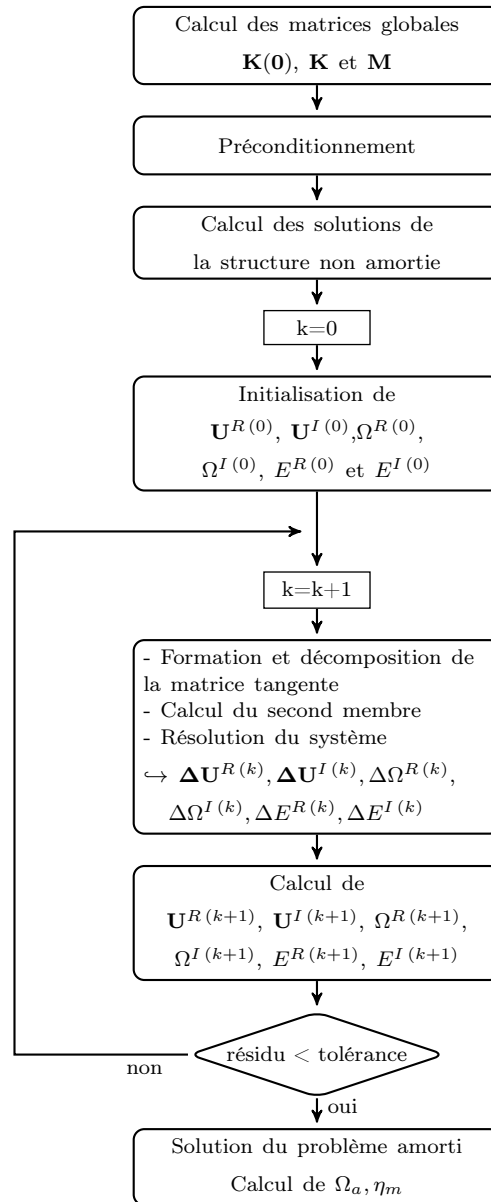 Calcul des matrices globales
K(0), K et M
Préconditionnement
Calcul des solutions de
la structure non amortie
k=0
Initialisation de
U^{R (0)}, U^{I (0)},Ω^{R (0)},
Ω^{I (0)}, E^{R (0)} et E^{I (0)}
k=k+1
- Formation et décomposition de
la matrice tangente
- Calcul du second membre
- Résolution du système
↪ ΔU^{R (k)}, ΔU^{I (k)}, ΔΩ^{R (k)},
ΔΩ^{I (k)}, ΔE^{R (k)}, ΔE^{I (k)}
Calcul de
U^{R (k+1)}, U^{I (k+1)}, Ω^{R (k+1)},
Ω^{I (k+1)}, E^{R (k+1)}, E^{I (k+1)}
résidu < tolérance
non
oui
Solution du problème amorti
Calcul de Ω_a, η_m